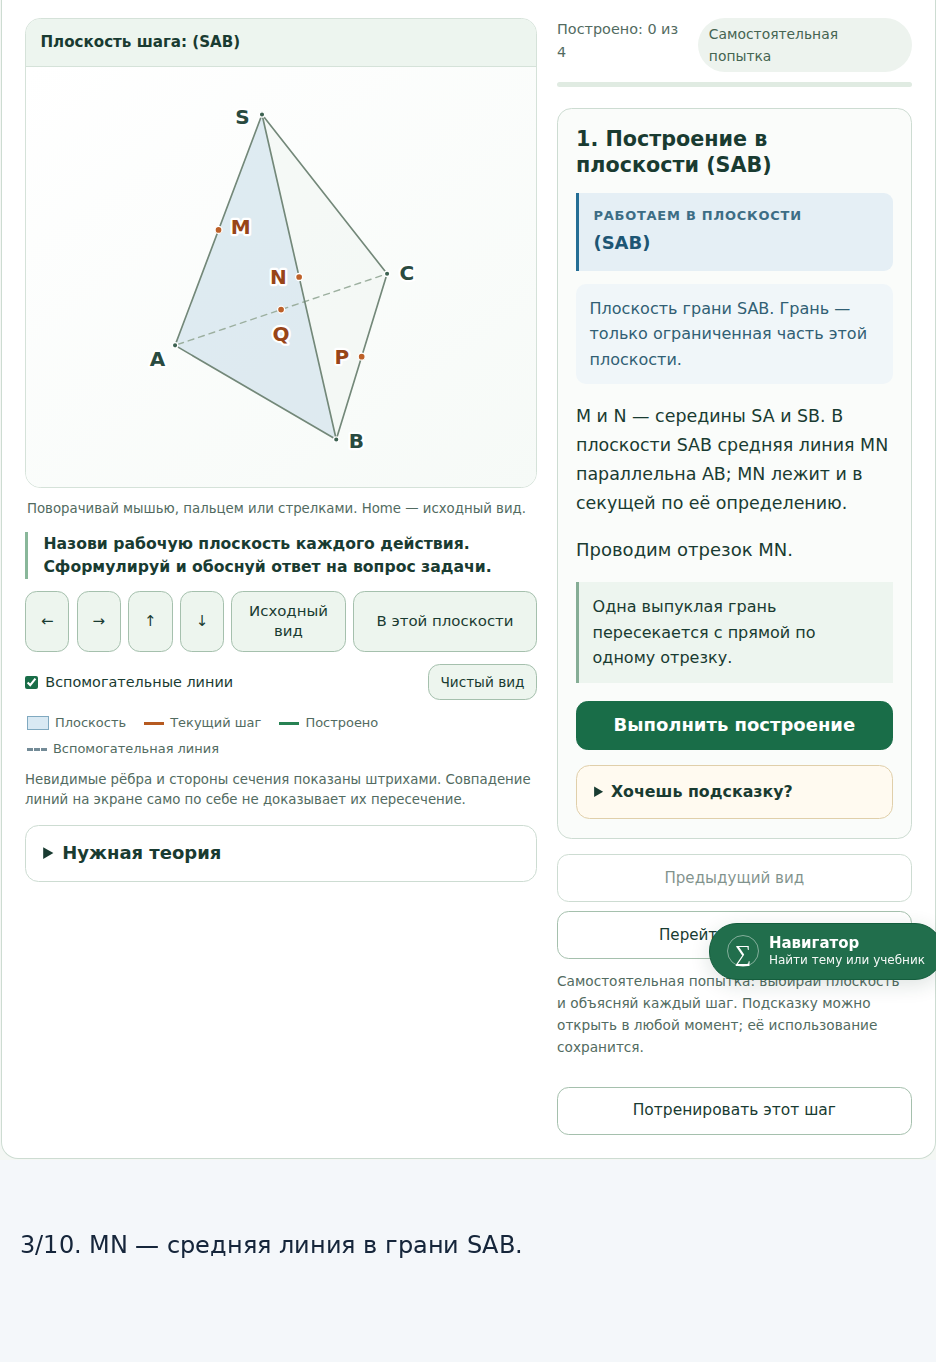 Плоскость шага: (SAB)
S
M
N
C
Q
A
P
B
Поворачивай мышью, пальцем или стрелками. Home — исходный вид.
Назови рабочую плоскость каждого действия.
Сформулируй и обоснуй ответ на вопрос задачи.
← → ↑ ↓ Исходный вид В этой плоскости
Вспомогательные линии Чистый вид
Плоскость Текущий шаг Построено
Вспомогательная линия
Невидимые рёбра и стороны сечения показаны штрихами. Совпадение
линий на экране само по себе не доказывает их пересечение.
Нужная теория
Построено: 0 из
4
Самостоятельная
попытка
1. Построение в
плоскости (SAB)
РАБОТАЕМ В ПЛОСКОСТИ
(SAB)
Плоскость грани SAB. Грань —
только ограниченная часть этой
плоскости.
M и N — середины SA и SB. В
плоскости SAB средняя линия MN
параллельна AB; MN лежит и в
секущей по её определению.
Проводим отрезок MN.
Одна выпуклая грань
пересекается с прямой по
одному отрезку.
Выполнить построение
Хочешь подсказку?
Предыдущий вид
∑ Навигатор
Найти тему или учебник
Самостоятельная попытка: выбирай плоскость
и объясняй каждый шаг. Подсказку можно
открыть в любой момент; её использование
сохранится.
Потренировать этот шаг
3/10. MN — средняя линия в грани SAB.